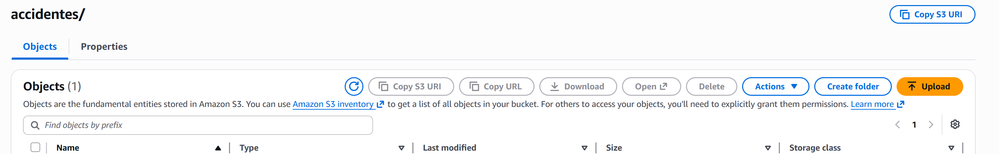 accidentes/
Copy S3 URI
Objects
Properties
Objects (1)
Copy S3 URI
Copy URL
Download
Open
Delete
Actions
Create folder
Upload
Objects are the fundamental entities stored in Amazon S3. You can use Amazon S3 inventory to get a list of all objects in your bucket. For others to access your objects, you'll need to explicitly grant them permissions. Learn more
Find objects by prefix
1
Name
Type
Last modified
Size
Storage class